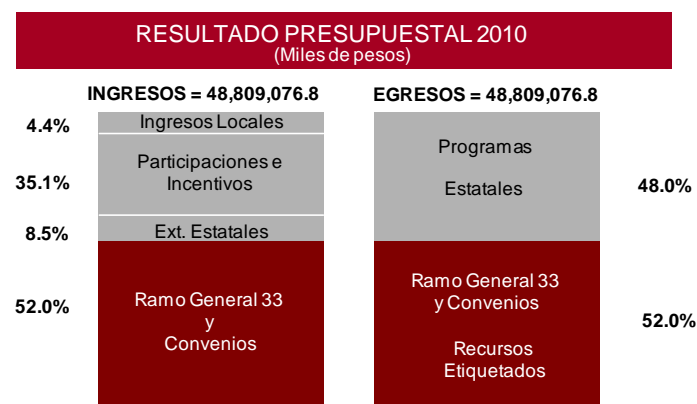 RESULTADO PRESUPUESTAL 2010
(Miles de pesos)
INGRESOS = 48,809,076.8
EGRESOS = 48,809,076.8
4.4%
Ingresos Locales
35.1%
Participaciones e
Incentivos
8.5%
Ext. Estatales
52.0%
Ramo General 33
y
Convenios
Programas
Estatales
48.0%
Ramo General 33
y Convenios
Recursos
Etiquetados
52.0%